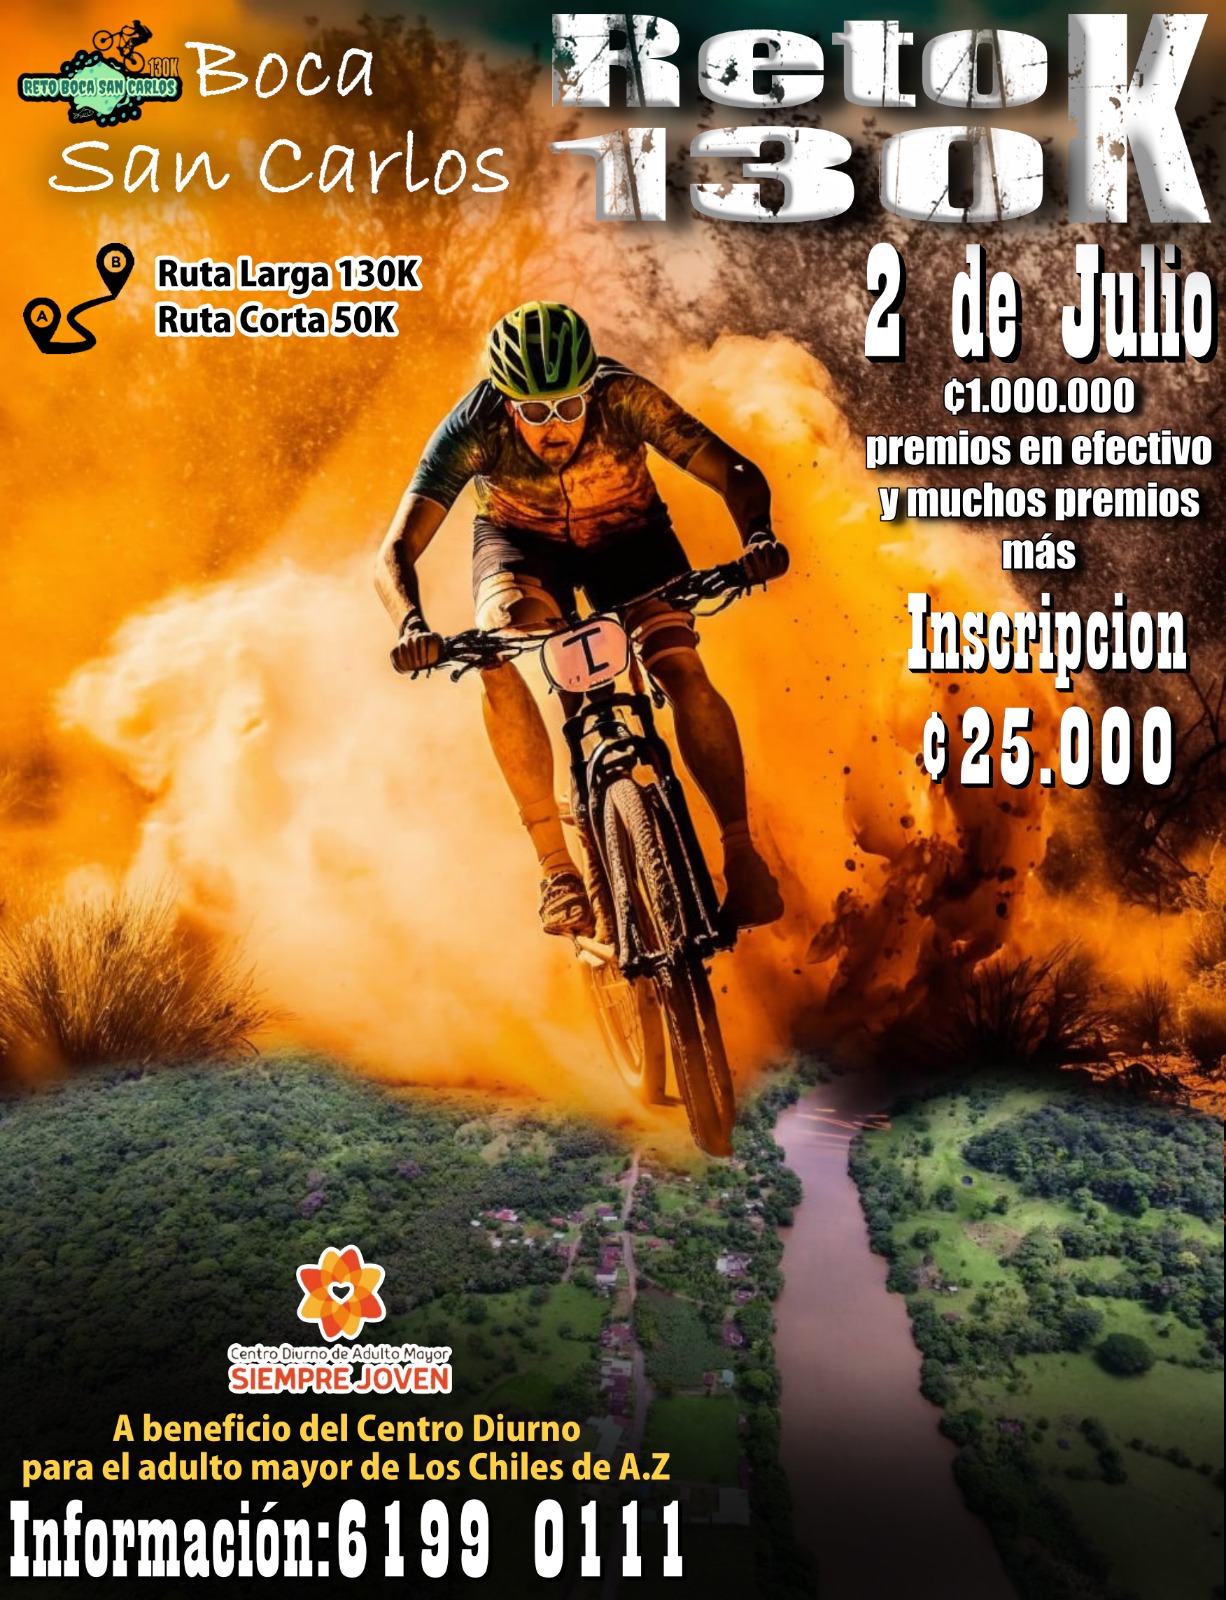 RETO BOCA SAN CARLOS
130K
Boca
San Carlos
Reto K
130
B
A
Ruta Larga 130K
Ruta Corta 50K
2 de Julio
₡1.000.000
premios en efectivo
y muchos premios
más
Inscripcion
₡25.000
I
Centro Diurno de Adulto Mayor
SIEMPRE JOVEN
A beneficio del Centro Diurno
para el adulto mayor de Los Chiles de A.Z
Información:6199 0111